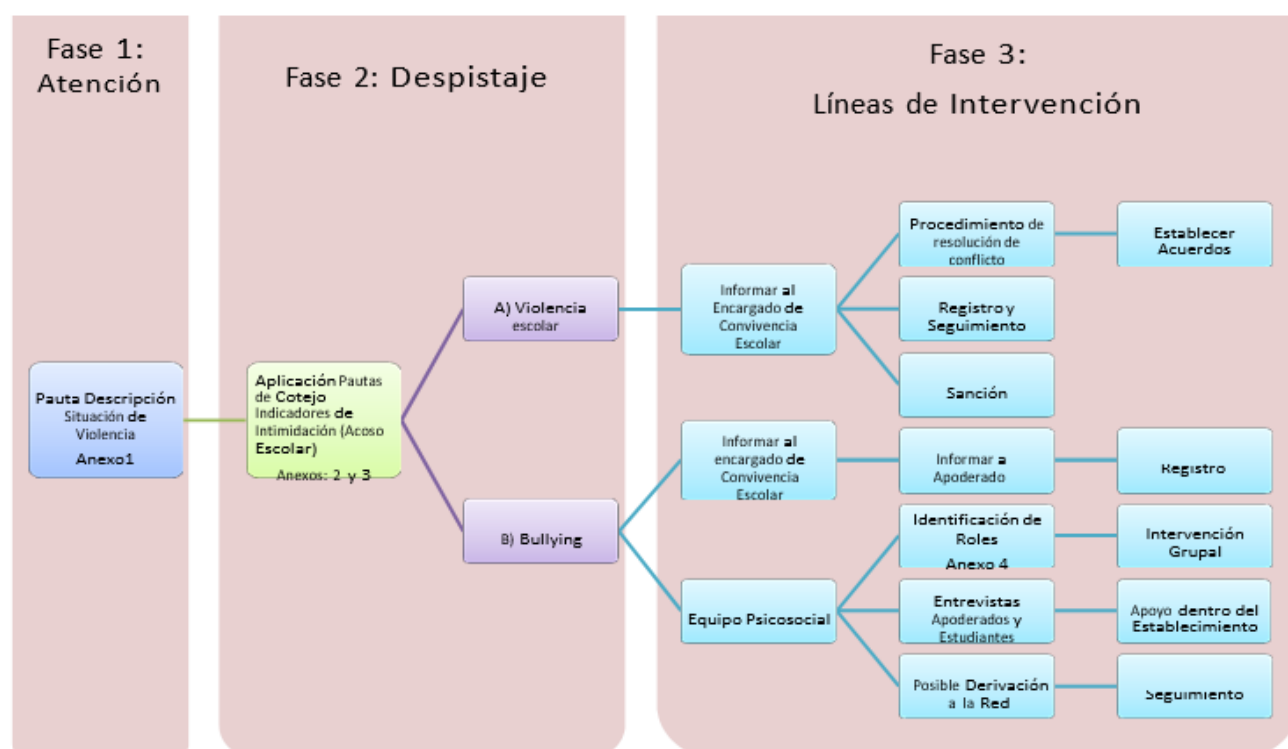 Fase 1:
Atención
Fase 2: Despistaje
Fase 3:
Líneas de Intervención
Pauta Descripción
Situación de
Violencia
Anexo1
Aplicación Pautas
de Cotejo
Indicadores de
Intimidación (Acoso
Escolar)
Anexos: 2 y 3
A) Violencia
escolar
B) Bullying
Informar al
Encargado de
Convivencia
Escolar
Procedimiento de
resolución de
conflicto
Establecer
Acuerdos
Registro y
Seguimiento
Sanción
Informar al
encargado de
Convivencia
Escolar
Informar a
Apoderado
Registro
Equipo Psicosocial
Identificación de
Roles
Anexo 4
Intervención
Grupal
Entrevistas
Apoderados y
Estudiantes
Apoyo dentro del
Establecimiento
Posible Derivación
a la Red
Seguimiento